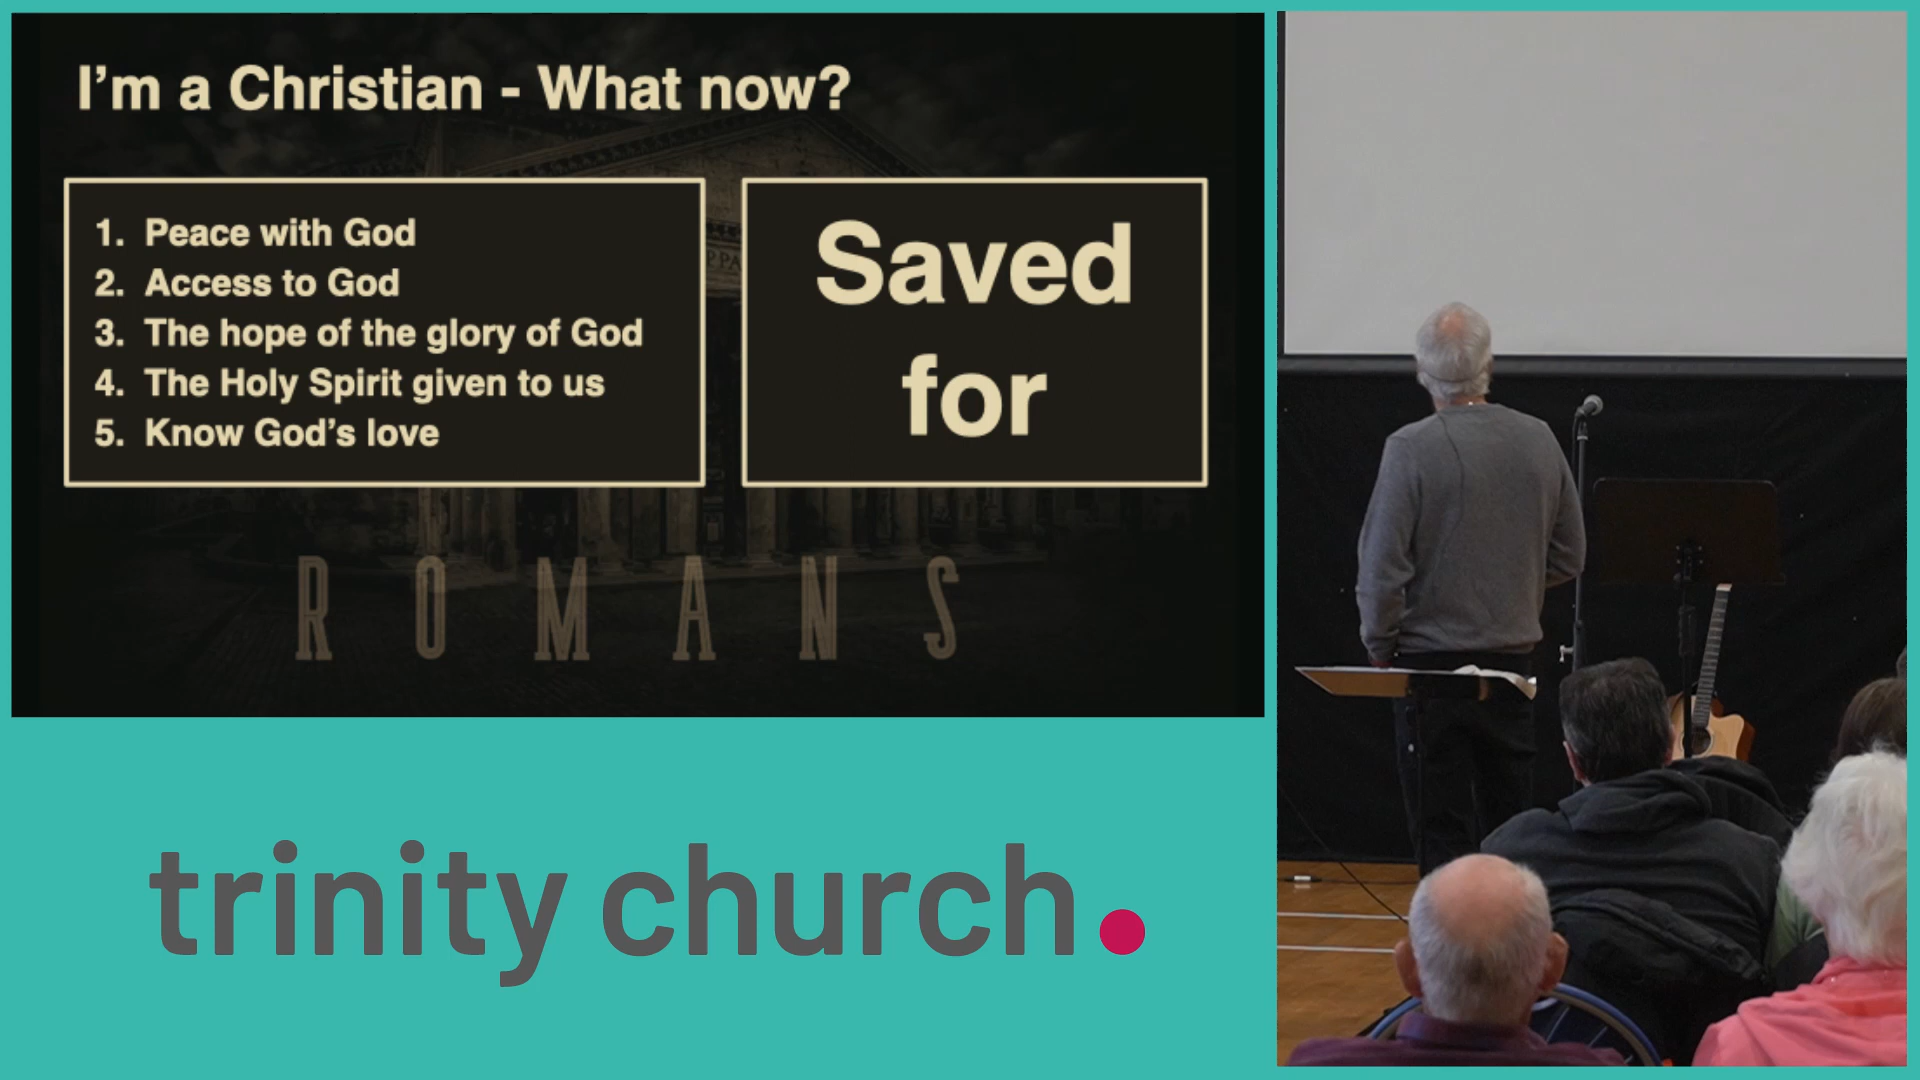 I'm a Christian - What now?
1. Peace with God
2. Access to God
3. The hope of the glory of God
4. The Holy Spirit given to us
5. Know God's love
Saved
for
ROMANS
trinity church.